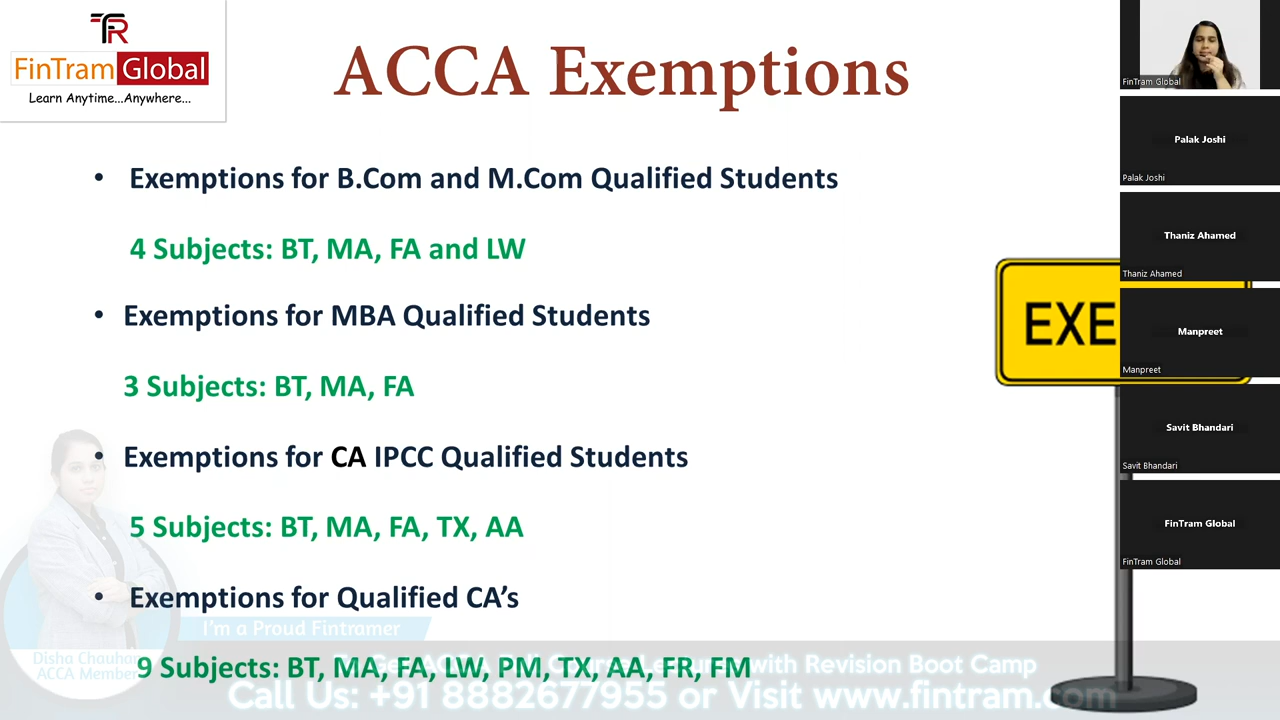 TFR
FinTram Global
Learn Anytime...Anywhere...
ACCA Exemptions
• Exemptions for B.Com and M.Com Qualified Students
4 Subjects: BT, MA, FA and LW
• Exemptions for MBA Qualified Students
3 Subjects: BT, MA, FA
• Exemptions for CA IPCC Qualified Students
5 Subjects: BT, MA, FA, TX, AA
• Exemptions for Qualified CA’s
9 Subjects: BT, MA, FA, LW, PM, TX, AA, FR, FM
EXE
I'm a Proud Fintramer
Disha Chauhan
ACCA Member
with Revision Boot Camp
Call Us: +91 8882677955 or Visit www.fintram.com
FinTram Global
Palak Joshi
Palak Joshi
Thaniz Ahamed
Thaniz Ahamed
Manpreet
Manpreet
Savit Bhandari
Savit Bhandari
FinTram Global
FinTram Global